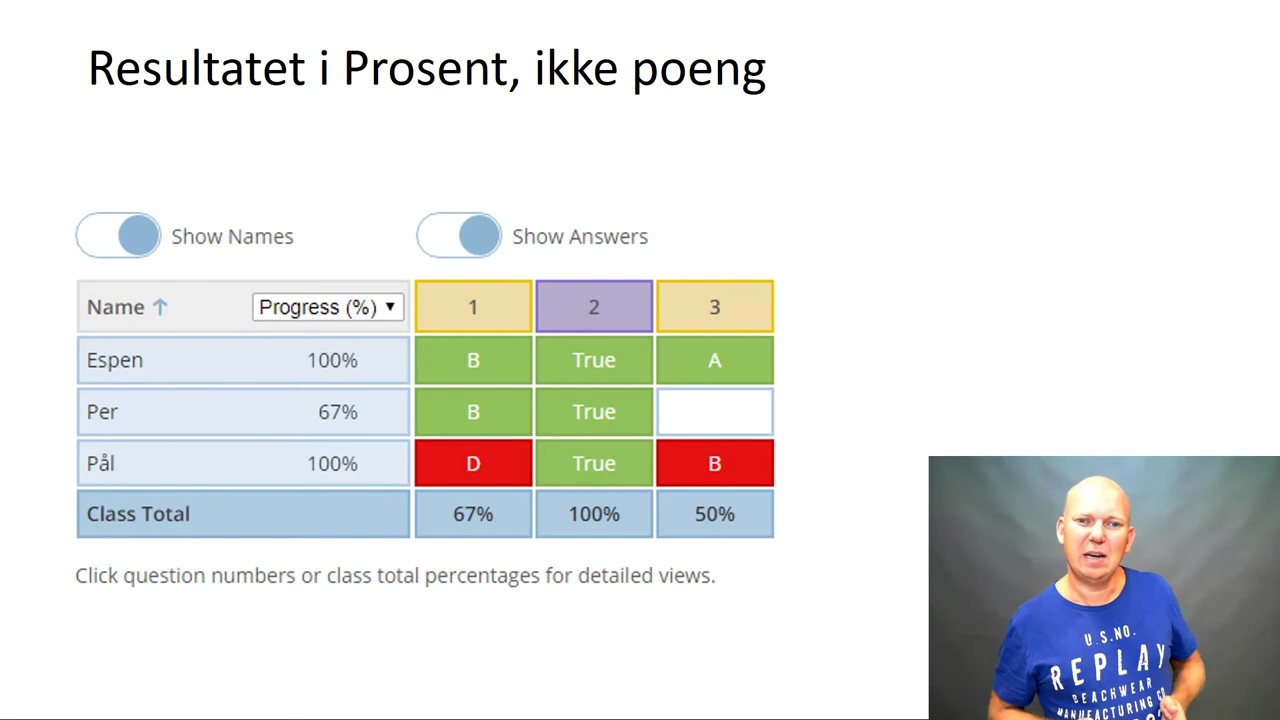 Resultatet i Prosent, ikke poeng
Show Names Show Answers
Name ↑ Progress (%) ▼ 1 2 3
Espen 100% B True A
Per 67% B True
Pål 100% D True B
Class Total 67% 100% 50%
Click question numbers or class total percentages for detailed views.
U.S.NO.
REPLAY
BEACHWEAR
MANUFACTURING CO